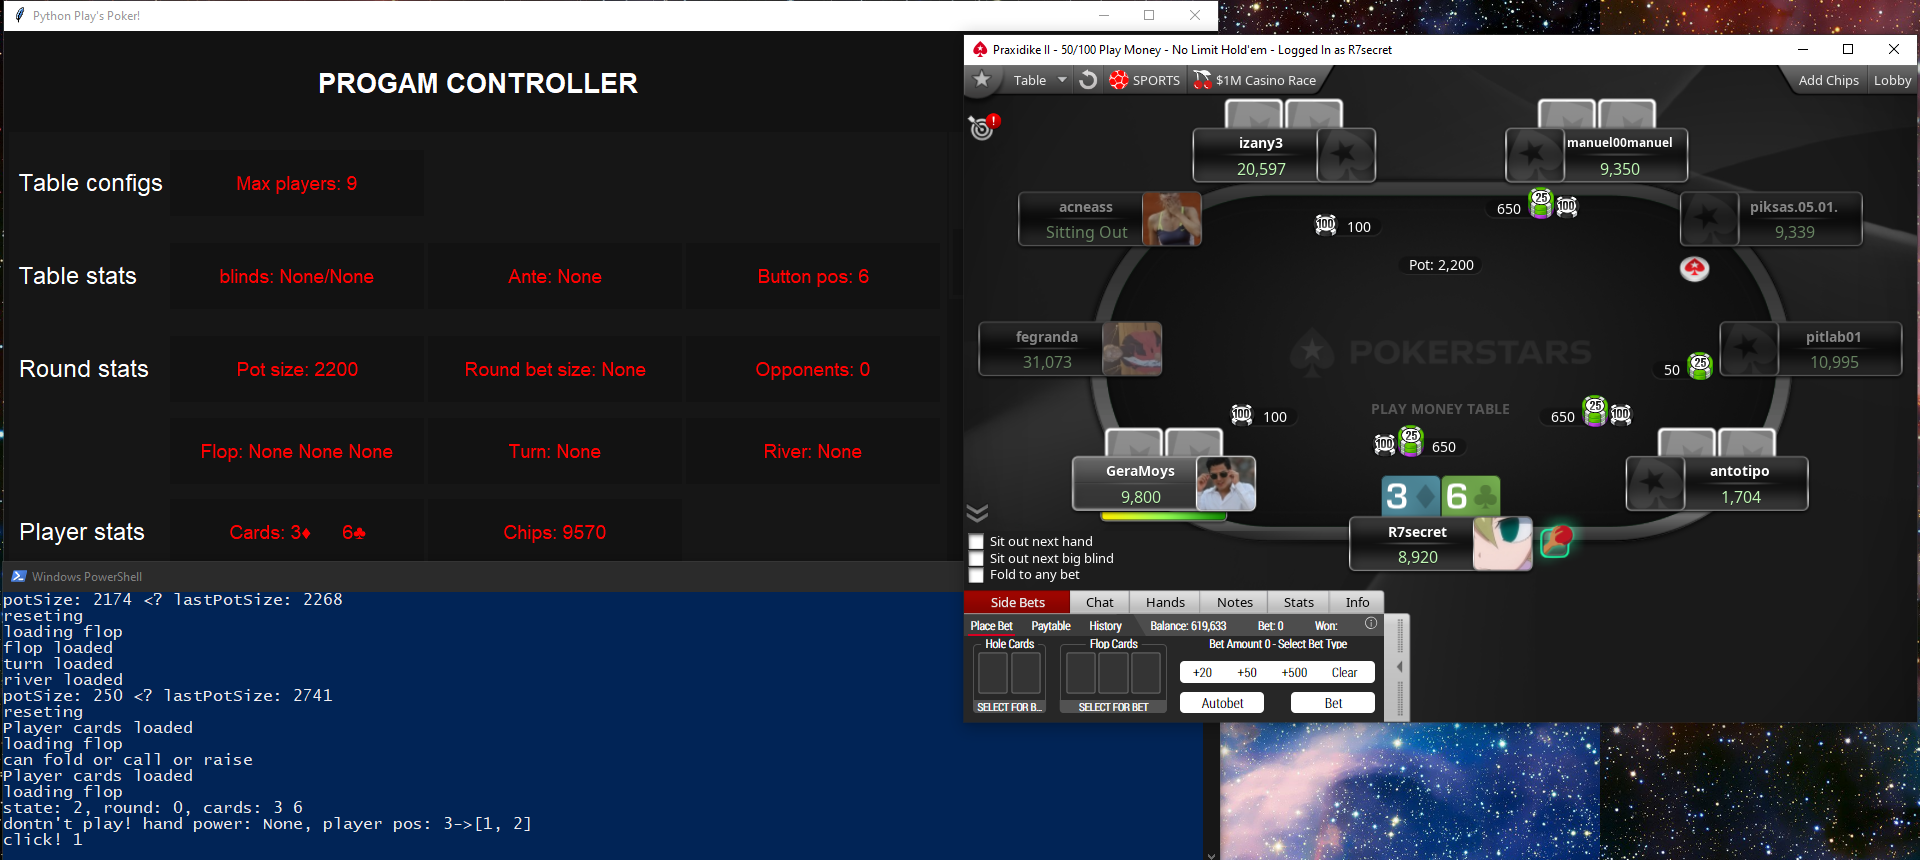 Python Play's Poker!
PROGAM CONTROLLER
Table configs
Max players: 9
Table stats
blinds: None/None
Ante: None
Button pos: 6
Round stats
Pot size: 2200
Round bet size: None
Opponents: 0
Flop: None None None
Turn: None
River: None
Player stats
Cards: 3♦ 6♣
Chips: 9570
Windows PowerShell
potSize: 2174 <? lastPotSize: 2268
reseting
loading flop
flop loaded
turn loaded
river loaded
potSize: 250 <? lastPotSize: 2741
reseting
Player cards loaded
loading flop
can fold or call or raise
Player cards loaded
loading flop
state: 2, round: 0, cards: 3 6
dontn't play! hand power: None, player pos: 3->[1, 2]
click! 1
Praxidike II - 50/100 Play Money - No Limit Hold'em - Logged In as R7secret
Table
SPORTS
$1M Casino Race
Add Chips
Lobby
!
izany3
20,597
manuel00manuel
9,350
acneass
Sitting Out
piksas.05.01.
9,339
100
100
650
25
100
Pot: 2,200
fegranda
31,073
POKERSTARS
pitlab01
10,995
50
25
PLAY MONEY TABLE
100
100
650
25
100
100
25
650
GeraMoys
9,800
3♦
6♣
antotipo
1,704
R7secret
8,920
Sit out next hand
Sit out next big blind
Fold to any bet
Side Bets
Chat
Hands
Notes
Stats
Info
Place Bet
Paytable
History
Balance: 619,633
Bet: 0
Won:
Hole Cards
Flop Cards
Bet Amount 0 - Select Bet Type
+20
+50
+500
Clear
SELECT FOR B...
SELECT FOR BET
Autobet
Bet